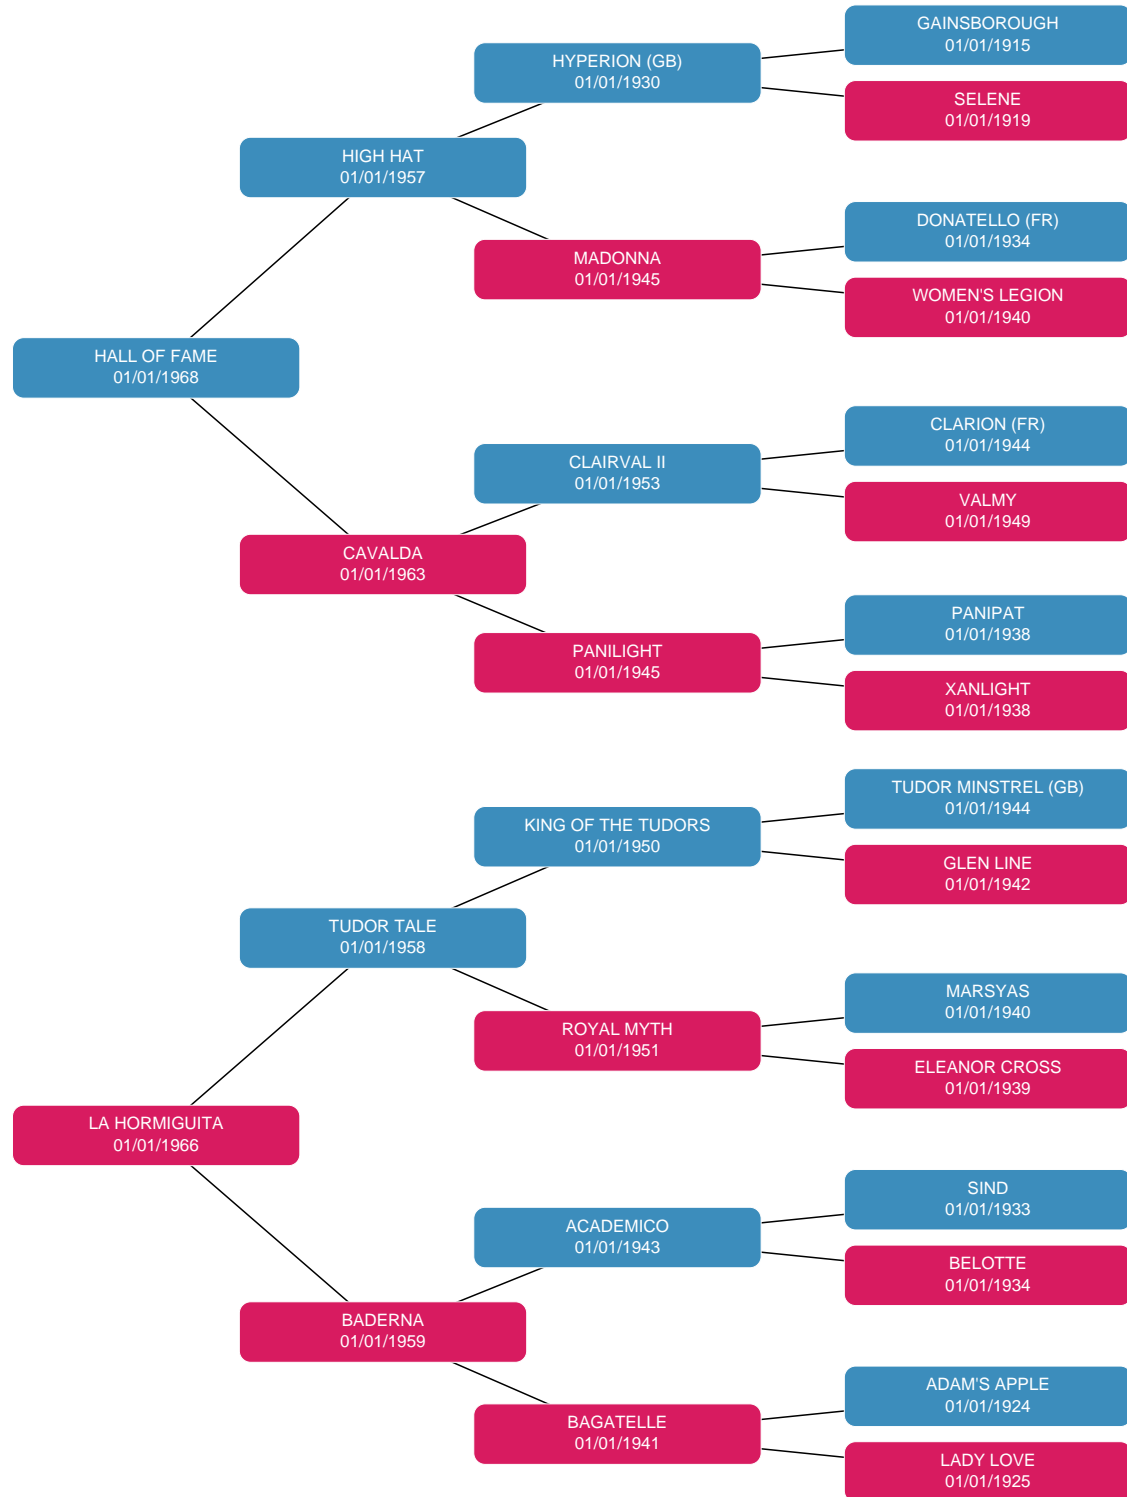 GAINSBOROUGH
01/01/1915
HYPERION (GB)
01/01/1930
SELENE
01/01/1919
HIGH HAT
01/01/1957
DONATELLO (FR)
01/01/1934
MADONNA
01/01/1945
WOMEN'S LEGION
01/01/1940
HALL OF FAME
01/01/1968
CLARION (FR)
01/01/1944
CLAIRVAL II
01/01/1953
VALMY
01/01/1949
CAVALDA
01/01/1963
PANIPAT
01/01/1938
PANILIGHT
01/01/1945
XANLIGHT
01/01/1938
TUDOR MINSTREL (GB)
01/01/1944
KING OF THE TUDORS
01/01/1950
GLEN LINE
01/01/1942
TUDOR TALE
01/01/1958
MARSYAS
01/01/1940
ROYAL MYTH
01/01/1951
ELEANOR CROSS
01/01/1939
LA HORMIGUITA
01/01/1966
SIND
01/01/1933
ACADEMICO
01/01/1943
BELOTTE
01/01/1934
BADERNA
01/01/1959
ADAM'S APPLE
01/01/1924
BAGATELLE
01/01/1941
LADY LOVE
01/01/1925